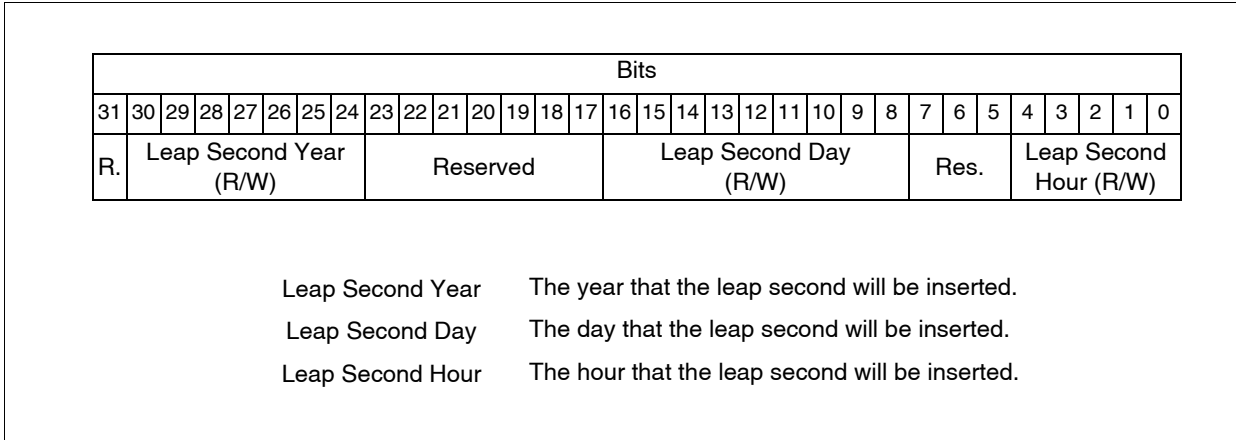 Bits
31 30 29 28 27 26 25 24 23 22 21 20 19 18 17 16 15 14 13 12 11 10 9 8 7 6 5 4 3 2 1 0
R. Leap Second Year (R/W) Reserved Leap Second Day (R/W) Res. Leap Second Hour (R/W)
Leap Second Year The year that the leap second will be inserted.
Leap Second Day The day that the leap second will be inserted.
Leap Second Hour The hour that the leap second will be inserted.